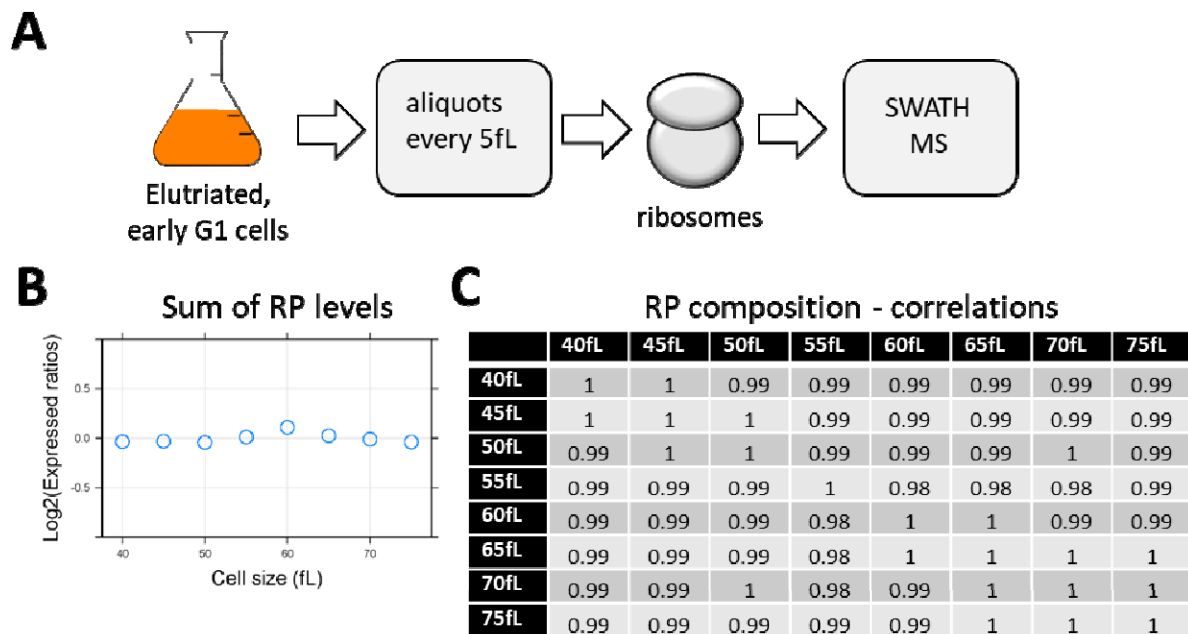 A
Elutriated,
early G1 cells
aliquots
every 5fL
ribosomes
SWATH
MS
B
Sum of RP levels
Log2(Expressed ratios)
0.5
0.0
-0.5
40
50
60
70
Cell size (fL)
C
RP composition - correlations
40fL 45fL 50fL 55fL 60fL 65fL 70fL 75fL
40fL 1 1 0.99 0.99 0.99 0.99 0.99 0.99
45fL 1 1 1 0.99 0.99 0.99 0.99 0.99
50fL 0.99 1 1 0.99 0.99 0.99 1 0.99
55fL 0.99 0.99 0.99 1 0.98 0.98 0.98 0.99
60fL 0.99 0.99 0.99 0.98 1 1 0.99 0.99
65fL 0.99 0.99 0.99 0.98 1 1 1 1
70fL 0.99 0.99 1 0.98 0.99 1 1 1
75fL 0.99 0.99 0.99 0.99 0.99 1 1 1